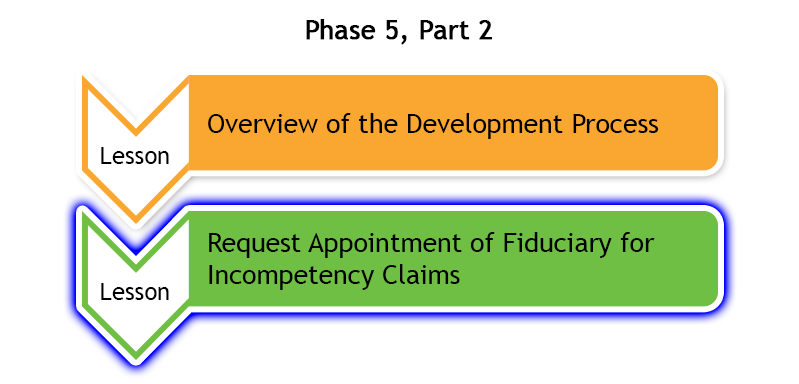 Phase 5, Part 2
Lesson
Overview of the Development Process
Lesson
Request Appointment of Fiduciary for
Incompetency Claims